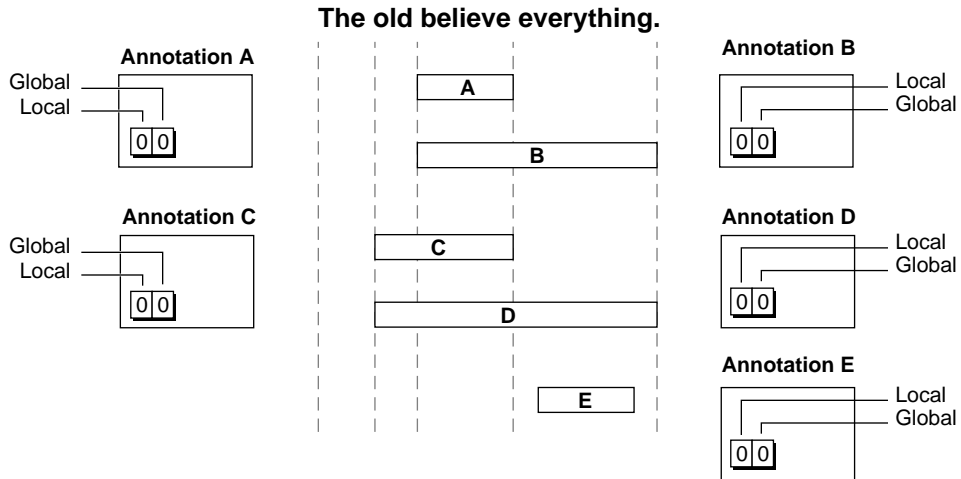 The old believe everything.
Annotation A
Global
Local
0 0
A
Annotation B
Local
Global
0 0
B
Annotation C
Global
Local
0 0
C
Annotation D
Local
Global
0 0
D
Annotation E
Local
Global
0 0
E